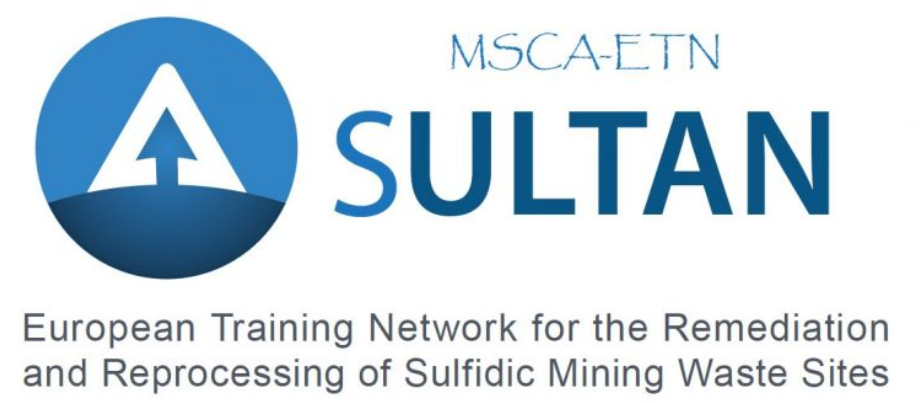 MSCA-ETN
SULTAN
European Training Network for the Remediation
and Reprocessing of Sulfidic Mining Waste Sites